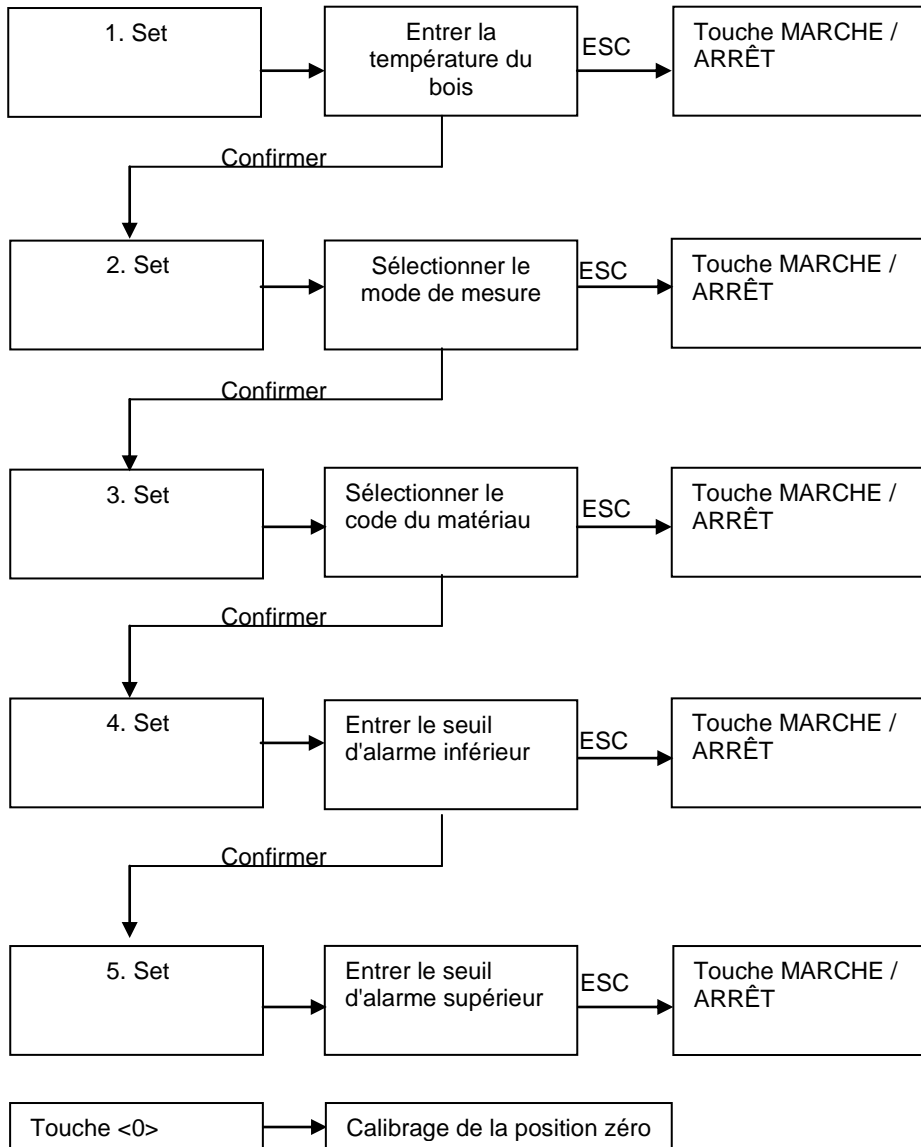 1. Set
Entrer la
température du
bois
ESC
Touche MARCHE /
ARRÊT
Confirmer
2. Set
Sélectionner le
mode de mesure
ESC
Touche MARCHE /
ARRÊT
Confirmer
3. Set
Sélectionner le
code du matèriau
ESC
Touche MARCHE /
ARRÊT
Confirmer
4. Set
Entrer le seuil
d'alarme inférieur
ESC
Touche MARCHE /
ARRÊT
Confirmer
5. Set
Entrer le seuil
d'alarme supérieur
ESC
Touche MARCHE /
ARRÊT
Touche <0>
Calibrage de la position zéro